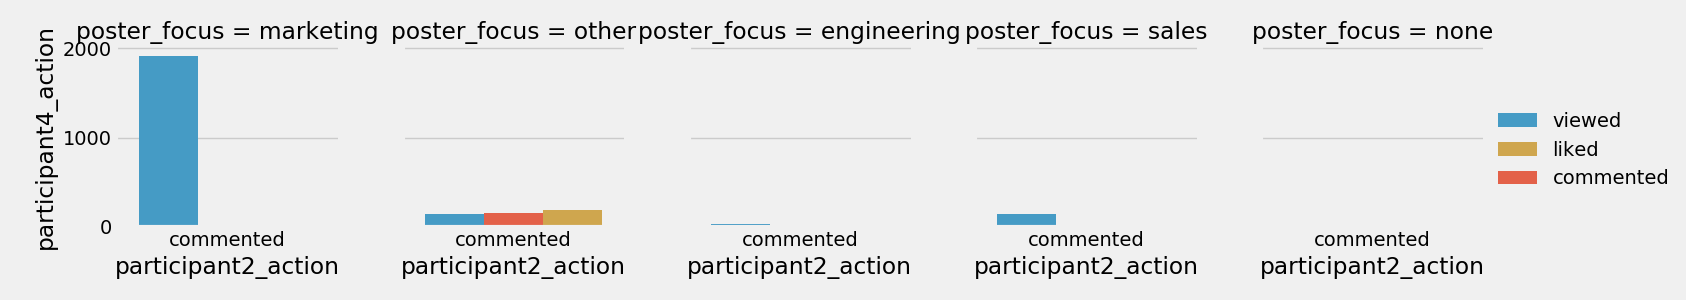 poster_focus = marketing
poster_focus = other
poster_focus = engineering
poster_focus = sales
poster_focus = none
participant4_action
2000
1000
0
commented
commented
commented
commented
commented
participant2_action
participant2_action
participant2_action
participant2_action
participant2_action
viewed
liked
commented